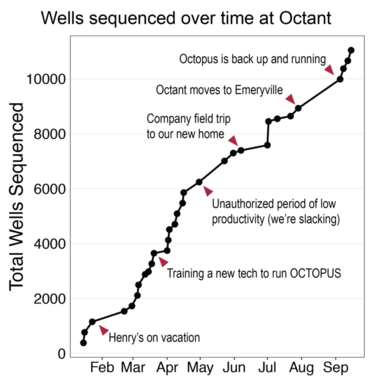 Wells sequenced over time at Octant
Total Wells Sequenced
10000
8000
6000
4000
2000
0
Octopus is back up and running
Octant moves to Emeryville
Company field trip
to our new home
Unauthorized period of low
productivity (we're slacking)
Training a new tech to run OCTOPUS
Henry's on vacation
Feb Mar Apr May Jun Jul Aug Sep